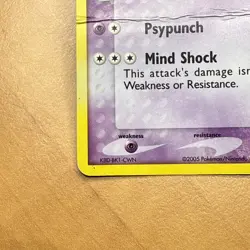 Psypunch
Mind Shock
This attack's damage isn
Weakness or Resistance.
weakness
resistance
©2005 Pokémon/Nintendo